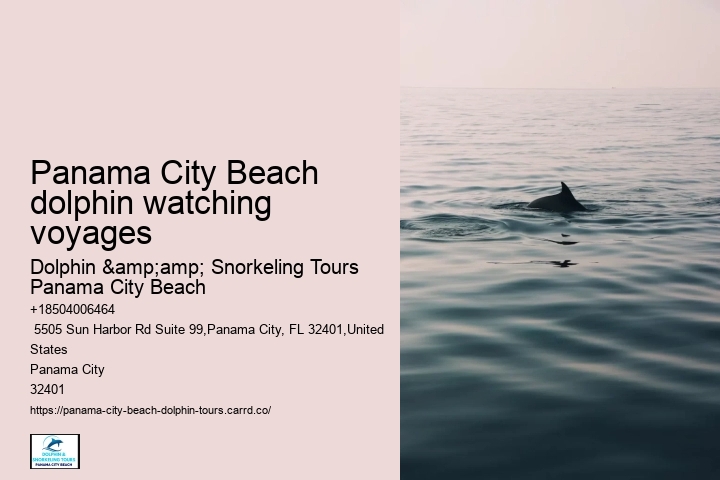 Panama City Beach
dolphin watching
voyages
Dolphin &amp;amp; Snorkeling Tours
Panama City Beach
+18504006464
5505 Sun Harbor Rd Suite 99,Panama City, FL 32401,United
States
Panama City
32401
https://panama-city-beach-dolphin-tours.carrd.co/
DOLPHIN &
SNORKELING TOURS
PANAMA CITY BEACH